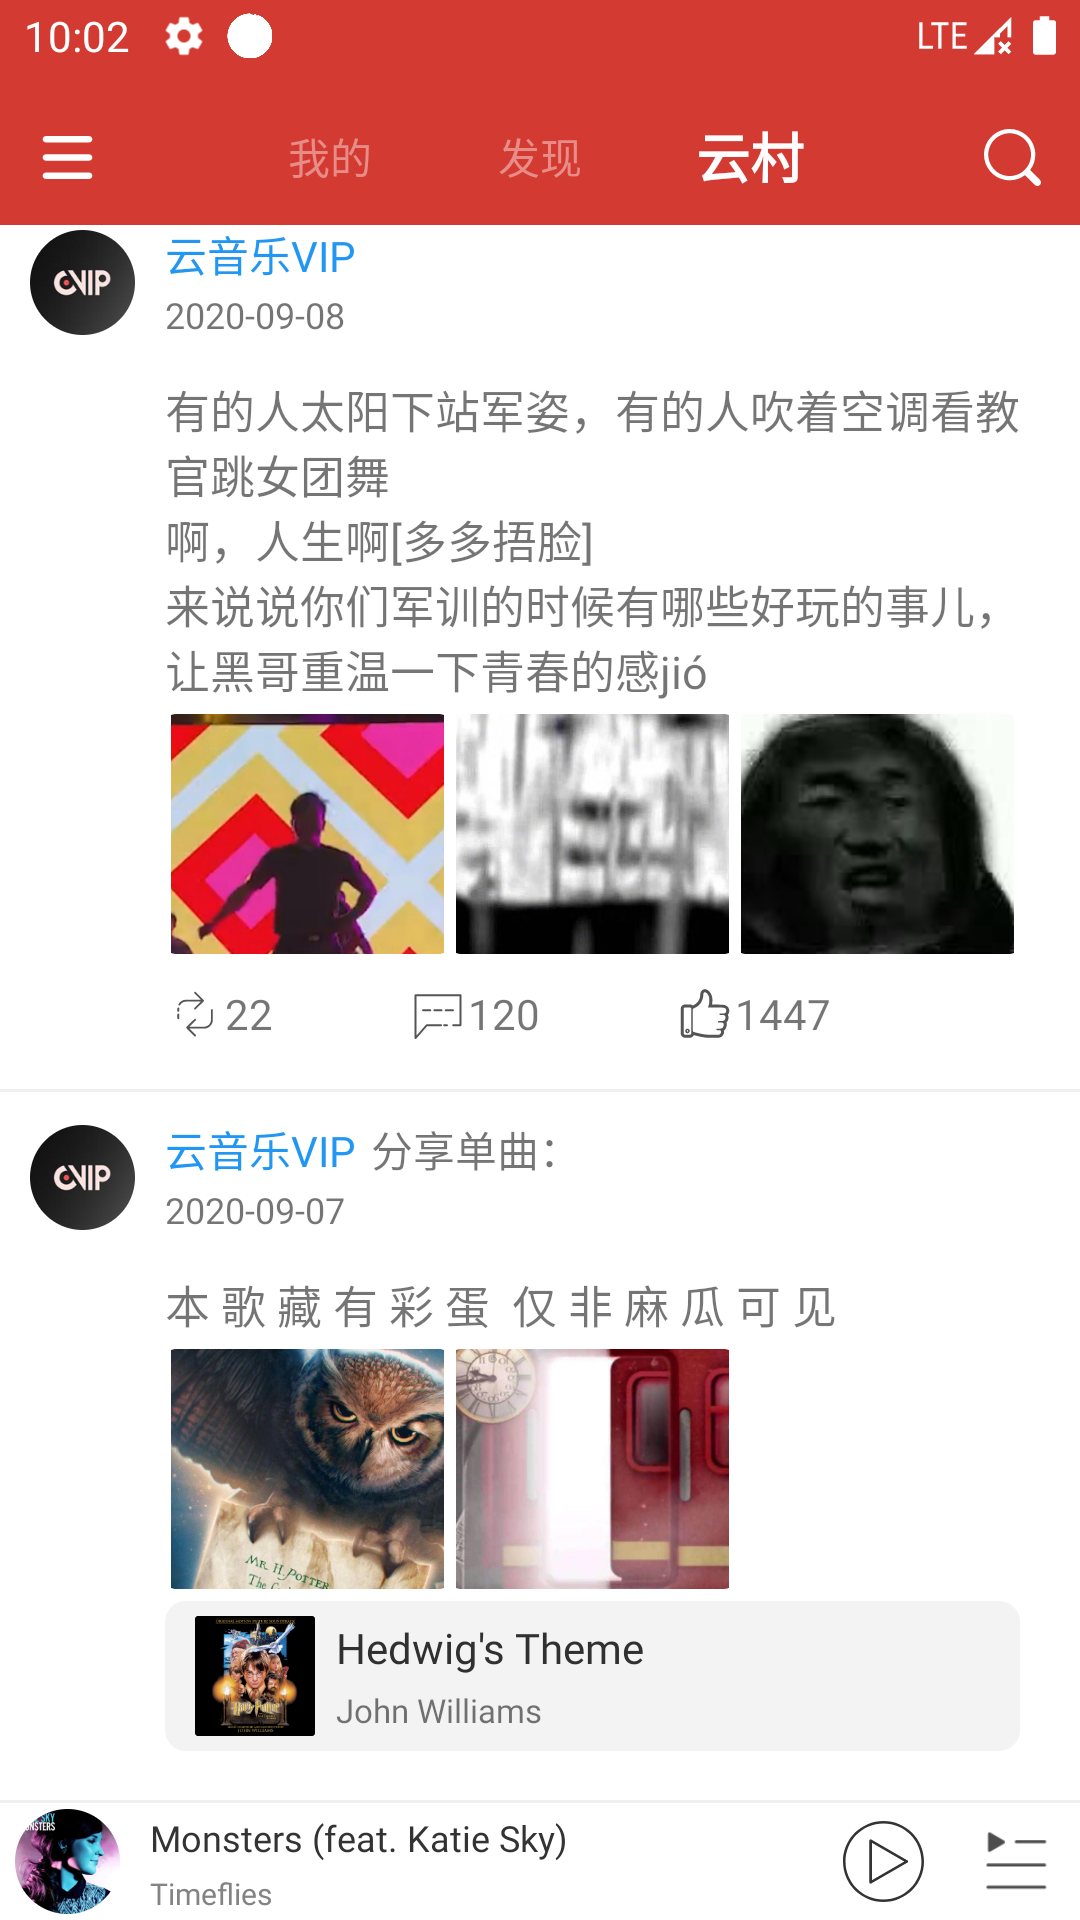 10:02
LTE
我的
发现
云村
云音乐VIP
2020-09-08
有的人太阳下站军姿，有的人吹着空调看教
官跳女团舞
啊，人生啊[多多捂脸]
来说说你们军训的时候有哪些好玩的事儿，
让黑哥重温一下青春的感jió
22
120
1447
云音乐VIP 分享单曲：
2020-09-07
本 歌 藏 有 彩 蛋 仅 非 麻 瓜 可 见
MR. H. POTTER
Hedwig's Theme
John Williams
Monsters (feat. Katie Sky)
Timeflies